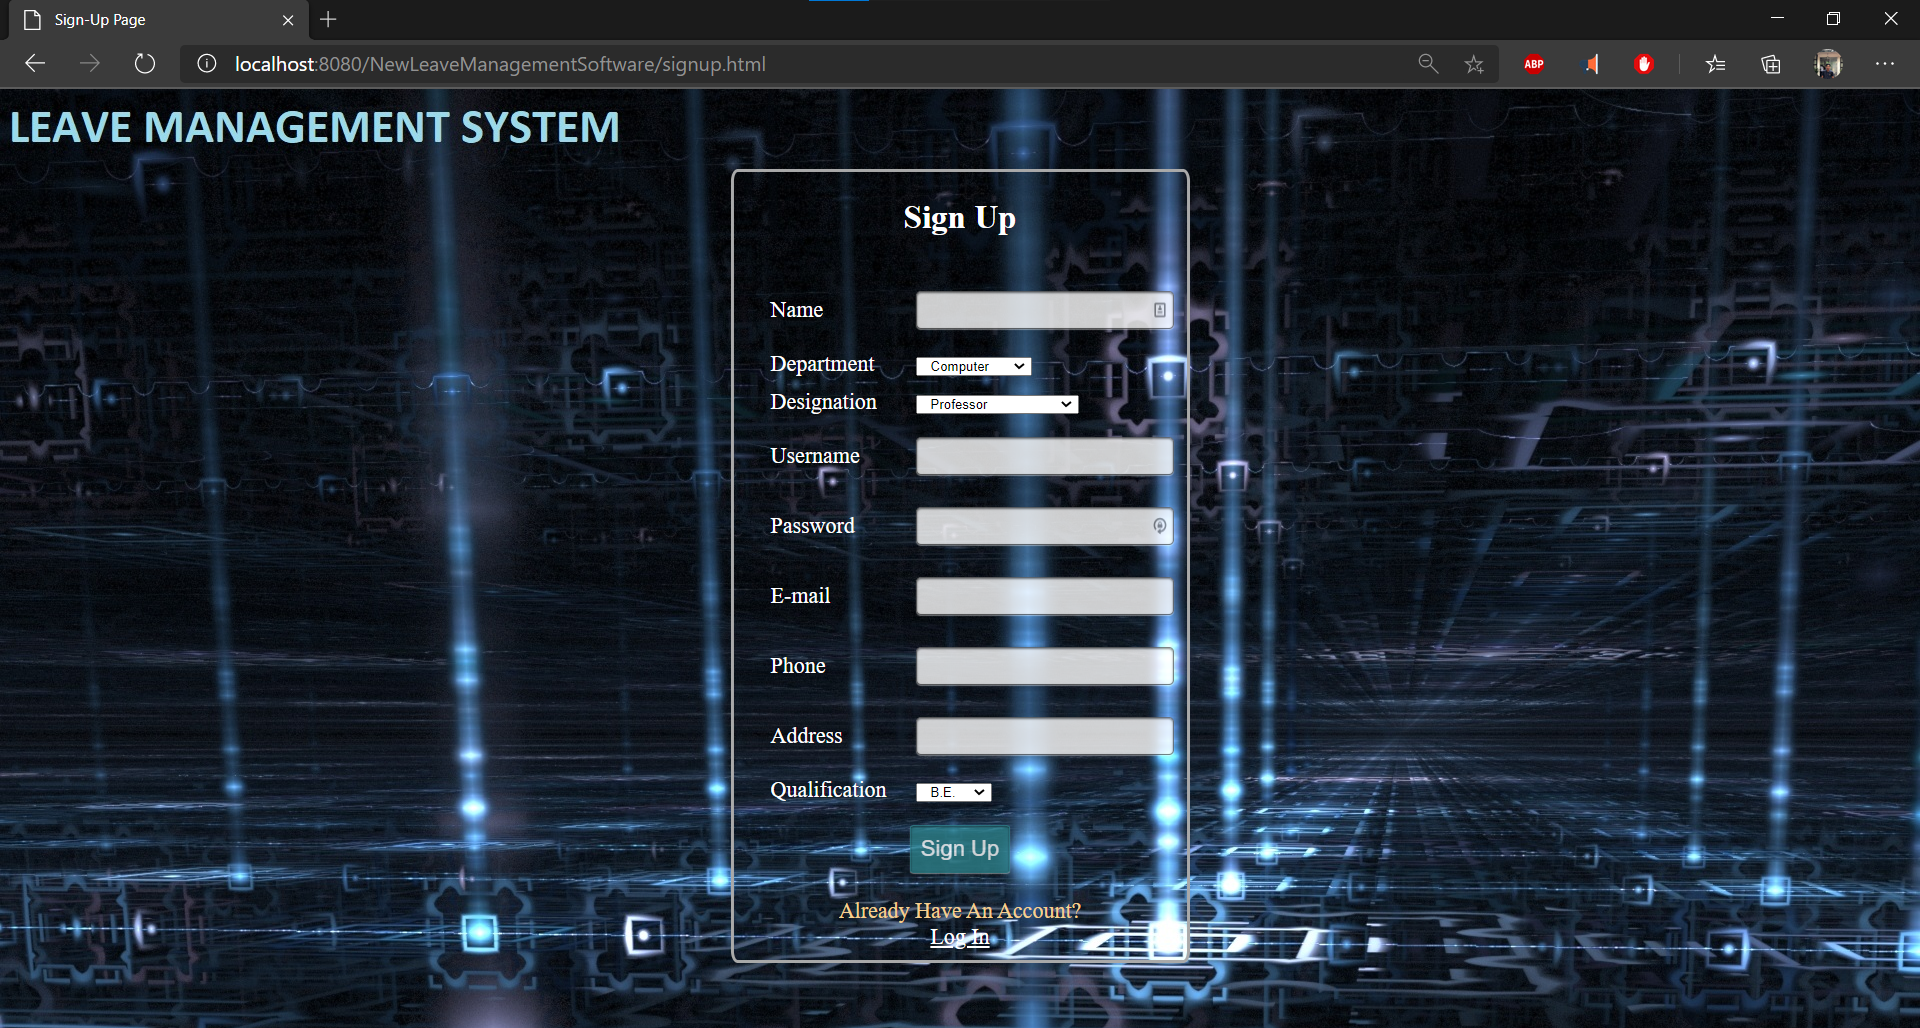 Sign-Up Page
localhost:8080/NewLeaveManagementSoftware/signup.html
ABP
LEAVE MANAGEMENT SYSTEM
Sign Up
Name
Department Computer
Designation Professor
Username
Password
E-mail
Phone
Address
Qualification B.E.
Sign Up
Already Have An Account?
Log In